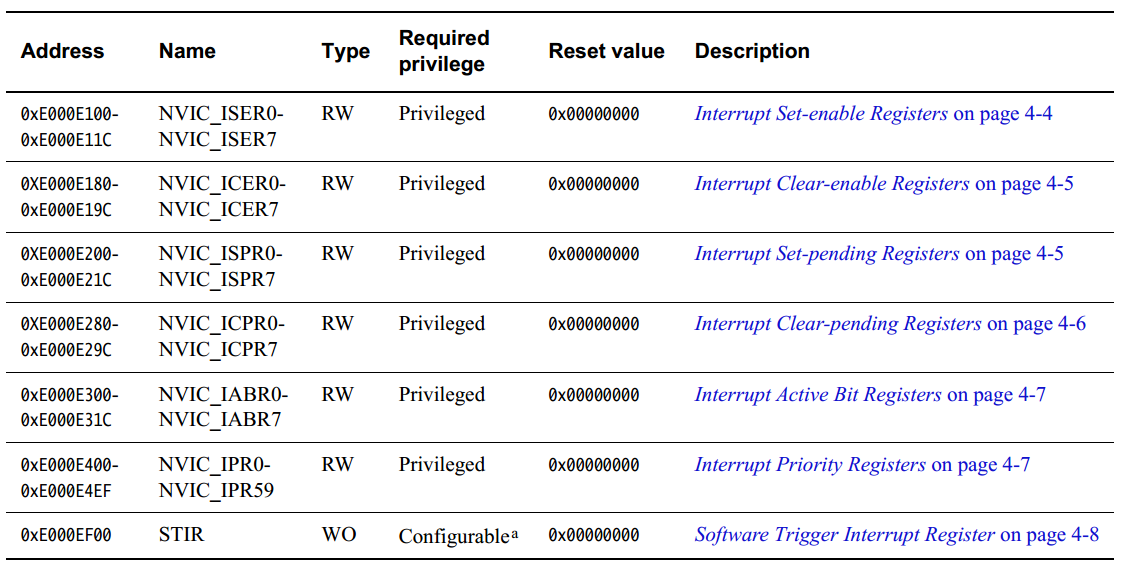 Address Name Type Required privilege Reset value Description
0xE000E100- NVIC_ISER0- RW Privileged 0x00000000 Interrupt Set-enable Registers on page 4-4
0xE000E11C NVIC_ISER7
0XE000E180- NVIC_ICER0- RW Privileged 0x00000000 Interrupt Clear-enable Registers on page 4-5
0xE000E19C NVIC_ICER7
0XE000E200- NVIC_ISPR0- RW Privileged 0x00000000 Interrupt Set-pending Registers on page 4-5
0xE000E21C NVIC_ISPR7
0XE000E280- NVIC_ICPR0- RW Privileged 0x00000000 Interrupt Clear-pending Registers on page 4-6
0xE000E29C NVIC_ICPR7
0xE000E300- NVIC_IABR0- RW Privileged 0x00000000 Interrupt Active Bit Registers on page 4-7
0xE000E31C NVIC_IABR7
0xE000E400- NVIC_IPR0- RW Privileged 0x00000000 Interrupt Priority Registers on page 4-7
0xE000E4EF NVIC_IPR59
0xE000EF00 STIR WO Configurable a 0x00000000 Software Trigger Interrupt Register on page 4-8